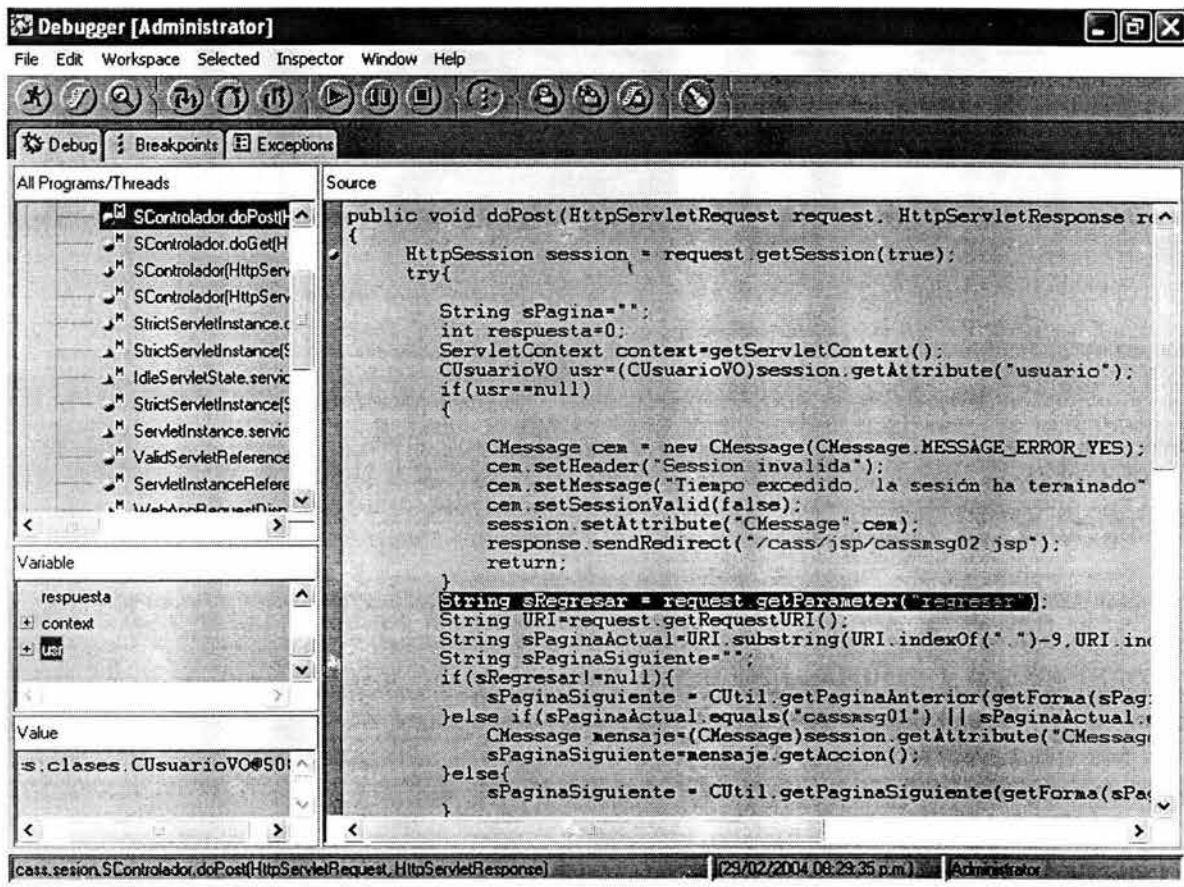 Debugger [Administrator]
File Edit Workspace Selected Inspector Window Help
Debug Breakpoints Exceptions
All Programs/Threads
SControlador.doPost(H
SControlador.doGet(H
SControlador(HttpServ
SControlador(HttpServ
StrictServletInstance.d
StrictServletInstance(S
IdleServletState.servic
StrictServletInstance(S
ServletInstance.servic
ValidServletReference
ServletInstanceRefere
WebAppRequestDisp
Variable
respuesta
context
usr
Value
s.clases.CUsuarioVO@50
Source
public void doPost(HttpServletRequest request, HttpServletResponse re
{
HttpSession session = request.getSession(true);
try{
String sPagina="";
int respuesta=0;
ServletContext context=getServletContext();
CUsuarioVO usr=(CUsuarioVO)session.getAttribute("usuario");
if(usr==null)
{
CMessage cem = new CMessage(CMessage.MESSAGE_ERROR_YES);
cem.setHeader("Session invalida");
cem.setMessage("Tiempo excedido, la sesión ha terminado"
cem.setSessionValid(false);
session.setAttribute("CMessage",cem);
response.sendRedirect("/cass/jsp/cassmsg02.jsp");
return;
}
String sRegresar = request.getParameter("regresar");
String URI=request.getRequestURI();
String sPaginaActual=URI.substring(URI.indexOf(".")-9,URI.ind
String sPaginaSiguiente="";
if(sRegresar!=null){
sPaginaSiguiente = CUtil.getPaginaAnterior(getForma(sPag
}else if(sPaginaActual.equals("cassmsg01") || sPaginaActual.e
CMessage mensaje=(CMessage)session.getAttribute("CMessag
sPaginaSiguiente=mensaje.getAccion();
}else{
sPaginaSiguiente = CUtil.getPaginaSiguiente(getForma(sPag
}
[cass.sesion.SControlador.doPost(HttpServletRequest, HttpServletResponse)] [(29/02/2004 08:29:35 p.m.)] Administrator